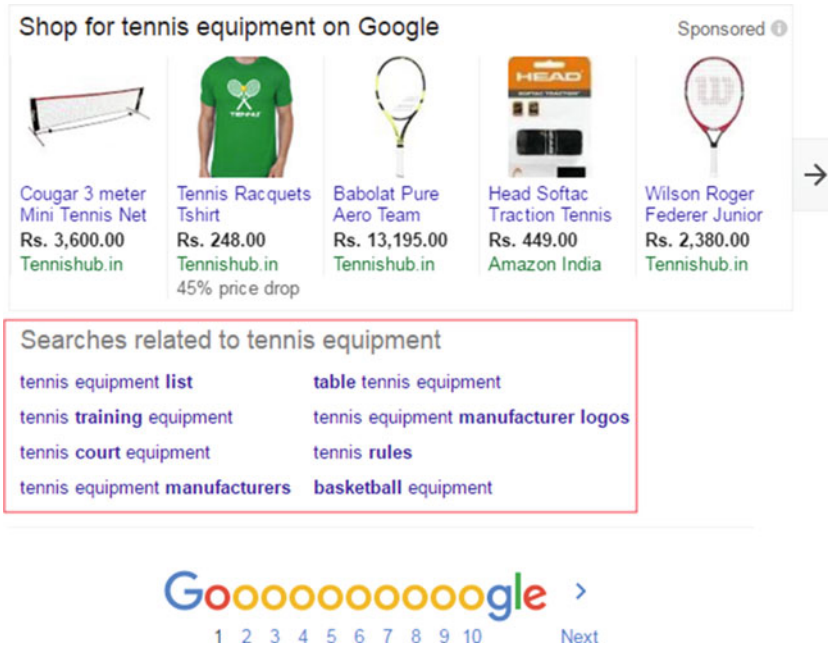 Shop for tennis equipment on Google
Sponsored
HEAD
SOFTAC TRACTION
TENNIS
W
Cougar 3 meter
Mini Tennis Net
Rs. 3,600.00
Tennishub.in
Tennis Racquets
Tshirt
Rs. 248.00
Tennishub.in
45% price drop
Babolat Pure
Aero Team
Rs. 13,195.00
Tennishub.in
Head Softac
Traction Tennis
Rs. 449.00
Amazon India
Wilson Roger
Federer Junior
Rs. 2,380.00
Tennishub.in
Searches related to tennis equipment
tennis equipment list
tennis training equipment
tennis court equipment
tennis equipment manufacturers
table tennis equipment
tennis equipment manufacturer logos
tennis rules
basketball equipment
Goooooooooogle
1 2 3 4 5 6 7 8 9 10 Next